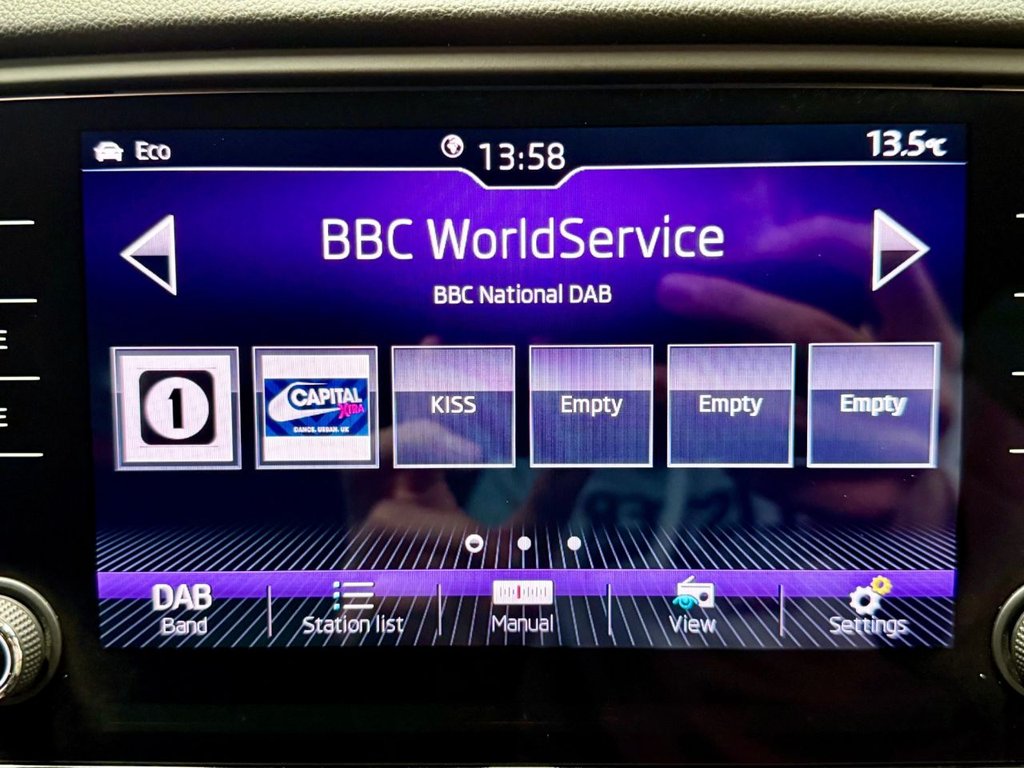 Eco
13:58
13.5°C
BBC WorldService
BBC National DAB
1
CAPITAL
XTRA
DANCE. URBAN. UK
KISS
Empty
Empty
Empty
DAB
Band
Station list
Manual
View
Settings
E
E